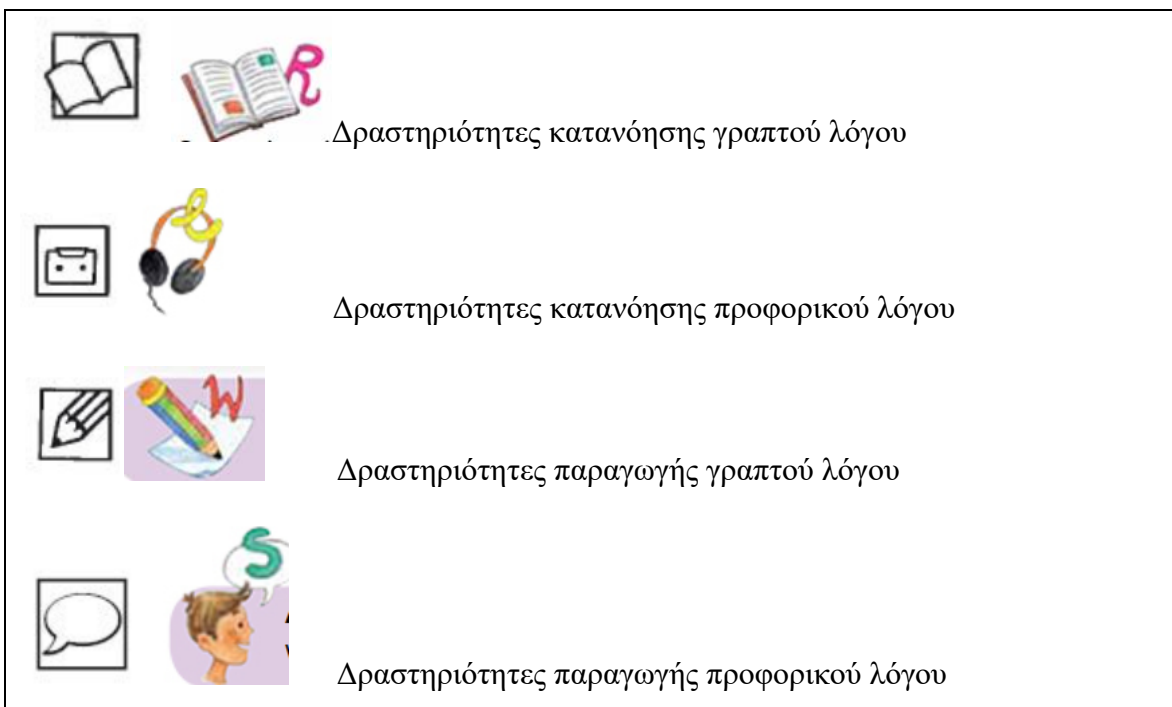 R
Δραστηριότητες κατανόησης γραπτού λόγου
L
Δραστηριότητες κατανόησης προφορικού λόγου
W
Δραστηριότητες παραγωγής γραπτού λόγου
S
Δραστηριότητες παραγωγής προφορικού λόγου